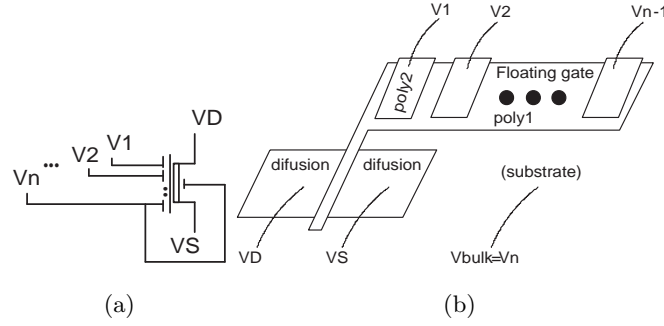 V1
V2
Vn-1
poly2
Floating gate
poly1
VD
V1
V2
...
Vn
VS
difusion
difusion
(substrate)
VD
VS
Vbulk=Vn
(a)
(b)